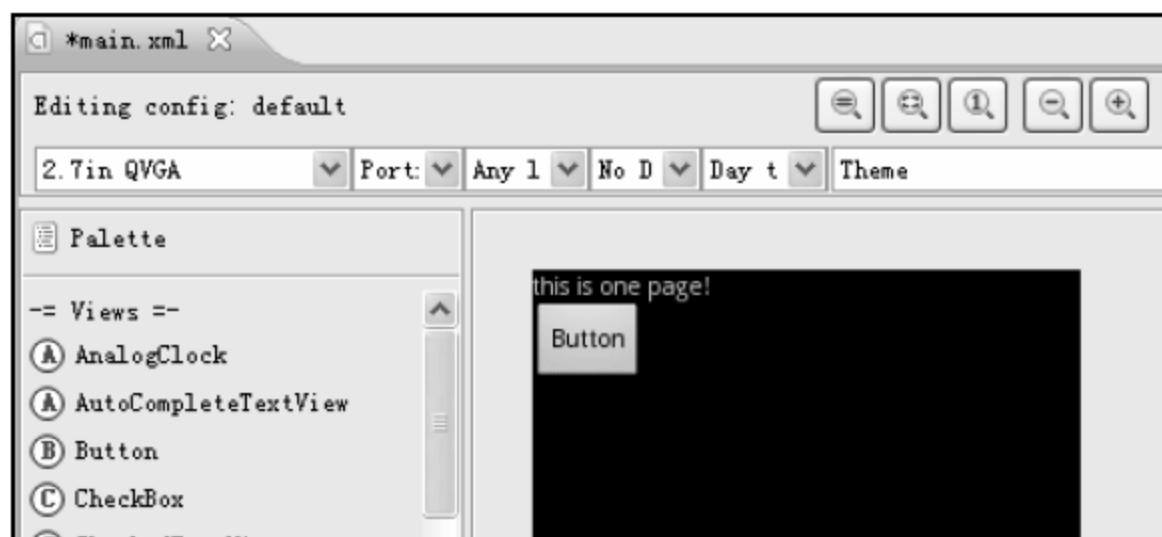 *main.xml
Editing config: default
2.7in QVGA Port: Any l No D Day t Theme
Palette
-= Views =-
A AnalogClock
A AutoCompleteTextView
B Button
C CheckBox
this is one page!
Button